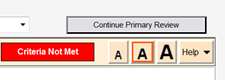 Continue Primary Review
Criteria Not Met A A A Help